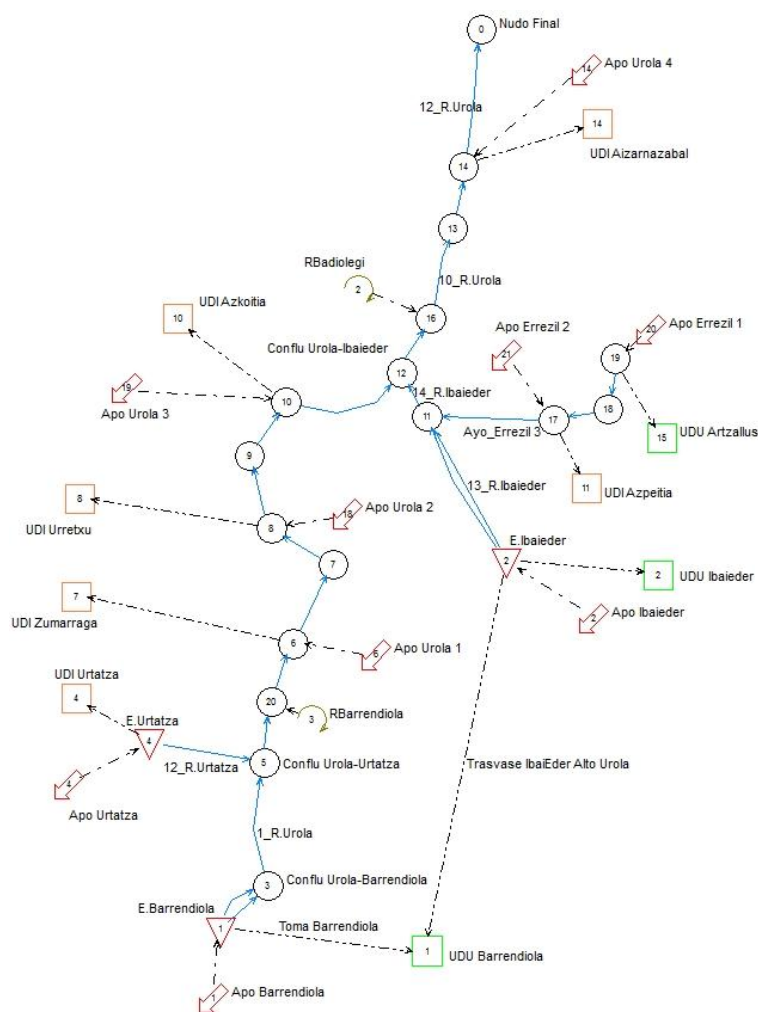 0 Nudo Final
14 Apo Urola 4
12_R.Urola
14
UDI Aizarnazabal
14
13
RBadiolegi
2
10_R.Urola
UDI Azkoitia
10
16
Apo Errezil 2
20 Apo Errezil 1
21
19
Conflu Urola-Ibaieder
12
19
14_R.Ibaieder
Apo Urola 3
10
11
18
17
Ayo_Errezil 3
15
UDU Artzallus
9
13_R.Ibaieder
11
UDI Azpeitia
8
18
Apo Urola 2
UDI Urretxu
8
E.Ibaieder
7
2
2
UDU Ibaieder
7
2
Apo Ibaieder
UDI Zumarraga
6
6
Apo Urola 1
UDI Urtatza
4
20
3
RBarrendiola
E.Urtatza
4
5
Conflu Urola-Urtatza
12_R.Urtatza
Trasvase IbaiEder Alto Urola
4
Apo Urtatza
1_R.Urola
3
Conflu Urola-Barrendiola
E.Barrendiola
1
Toma Barrendiola
1
UDU Barrendiola
1
Apo Barrendiola